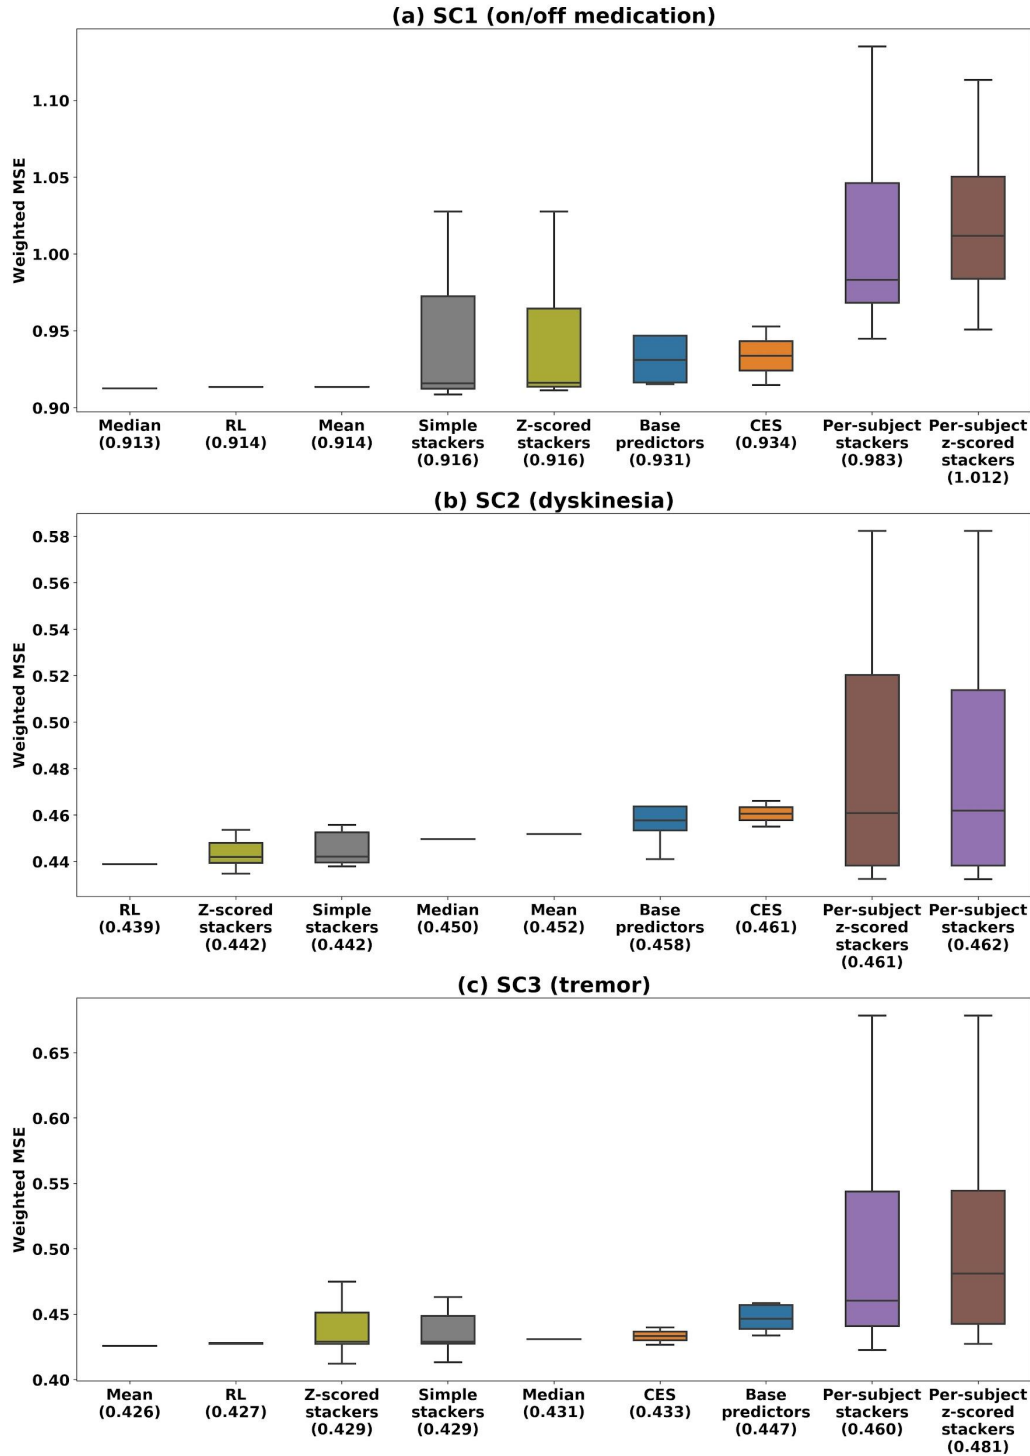 (a) SC1 (on/off medication)
Weighted MSE
1.10
1.05
1.00
0.95
0.90
Median
(0.913)
RL
(0.914)
Mean
(0.914)
Simple
stackers
(0.916)
Z-scored
stackers
(0.916)
Base
predictors
(0.931)
CES
(0.934)
Per-subject
stackers
(0.983)
Per-subject
z-scored
stackers
(1.012)
(b) SC2 (dyskinesia)
Weighted MSE
0.58
0.56
0.54
0.52
0.50
0.48
0.46
0.44
RL
(0.439)
Z-scored
stackers
(0.442)
Simple
stackers
(0.442)
Median
(0.450)
Mean
(0.452)
Base
predictors
(0.458)
CES
(0.461)
Per-subject
z-scored
stackers
(0.461)
Per-subject
stackers
(0.462)
(c) SC3 (tremor)
Weighted MSE
0.65
0.60
0.55
0.50
0.45
0.40
Mean
(0.426)
RL
(0.427)
Z-scored
stackers
(0.429)
Simple
stackers
(0.429)
Median
(0.431)
CES
(0.433)
Base
predictors
(0.447)
Per-subject
stackers
(0.460)
Per-subject
z-scored
stackers
(0.481)